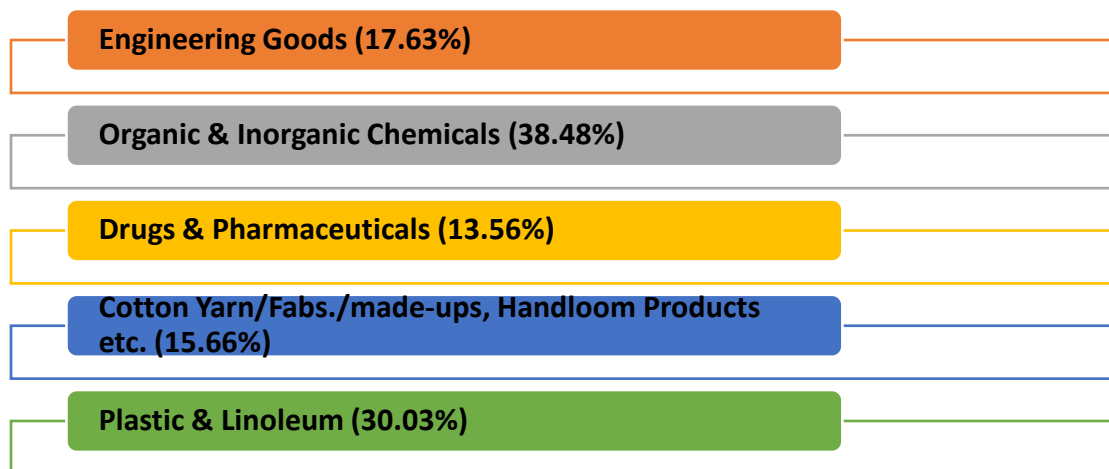 Engineering Goods (17.63%)
Organic & Inorganic Chemicals (38.48%)
Drugs & Pharmaceuticals (13.56%)
Cotton Yarn/Fabs./made-ups, Handloom Products
etc. (15.66%)
Plastic & Linoleum (30.03%)